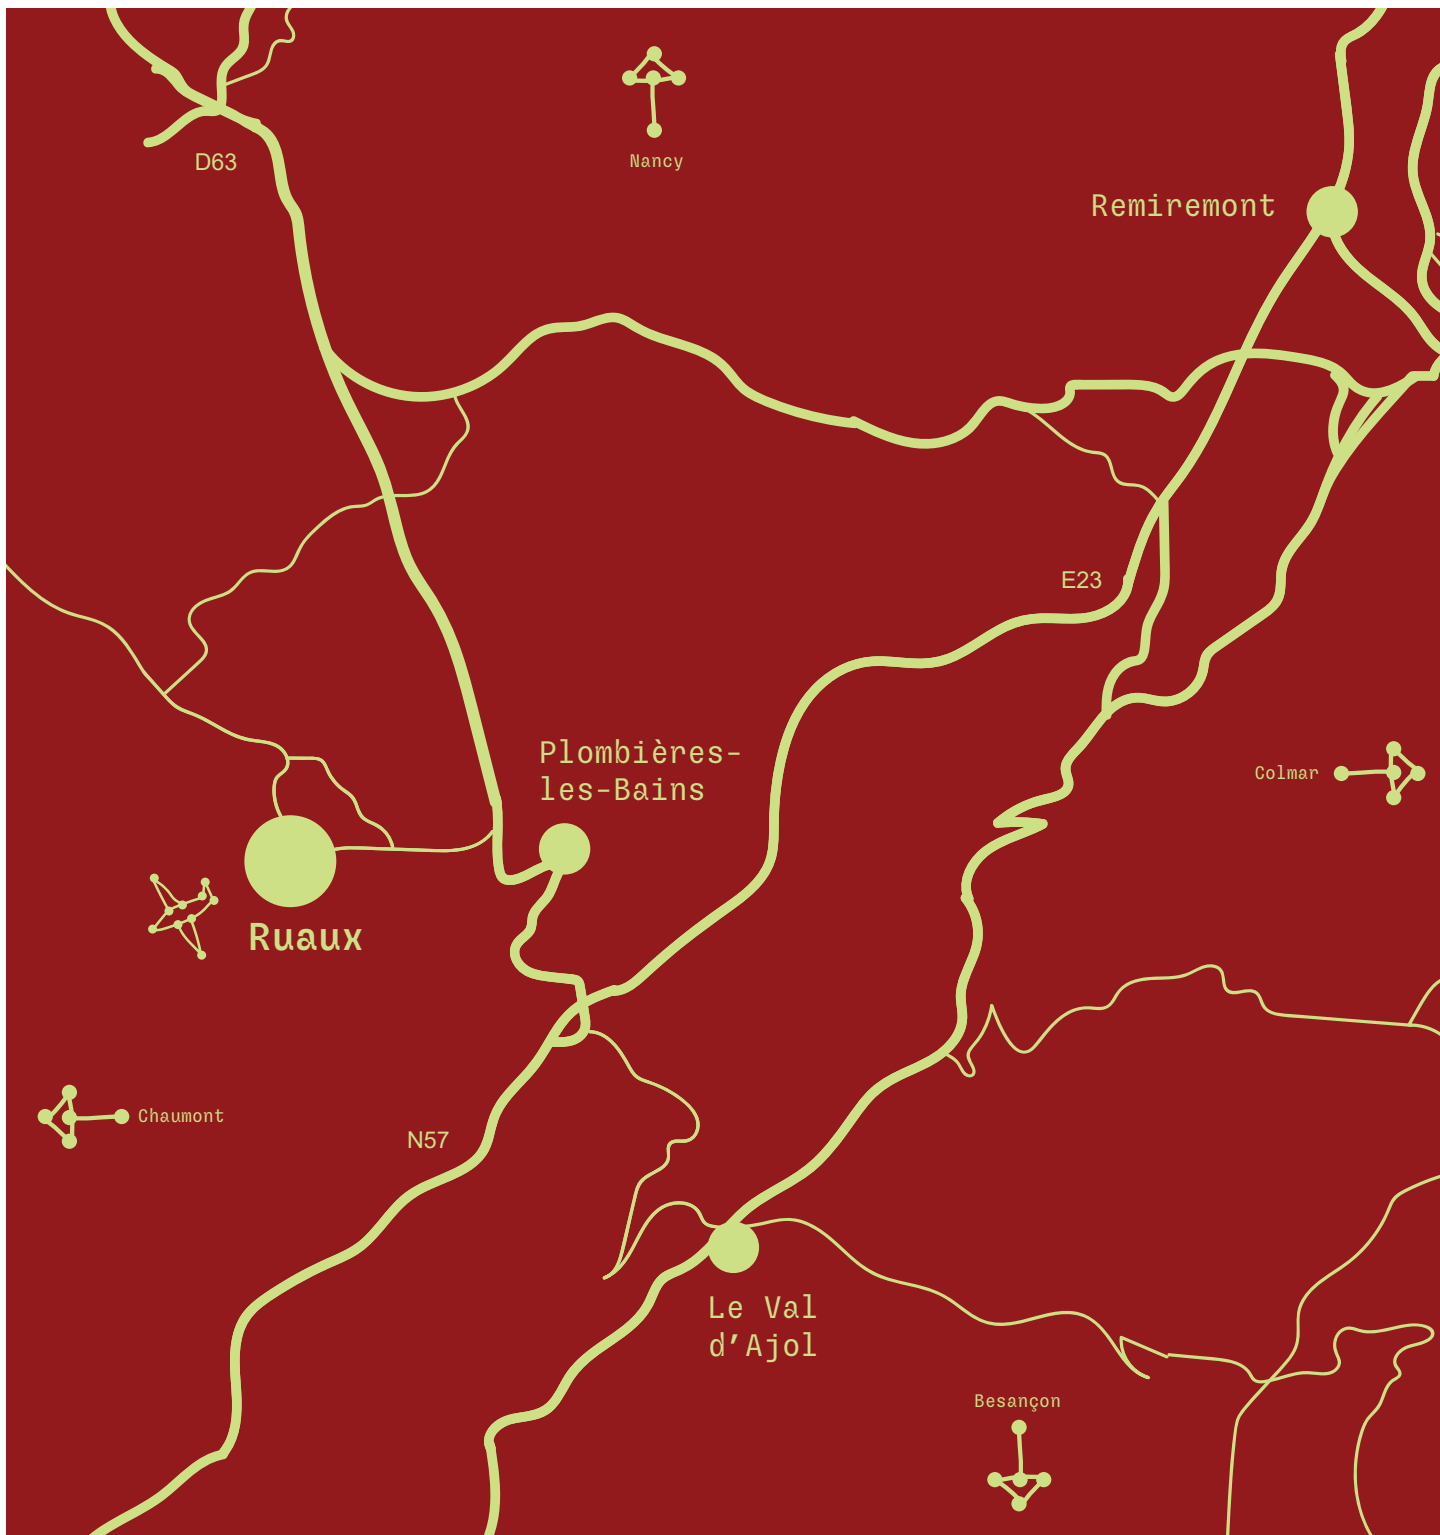 D63
Nancy
Remiremont
E23
Plombières-
les-Bains
Colmar
Ruaux
Chaumont
N57
Le Val
d’Ajol
Besançon